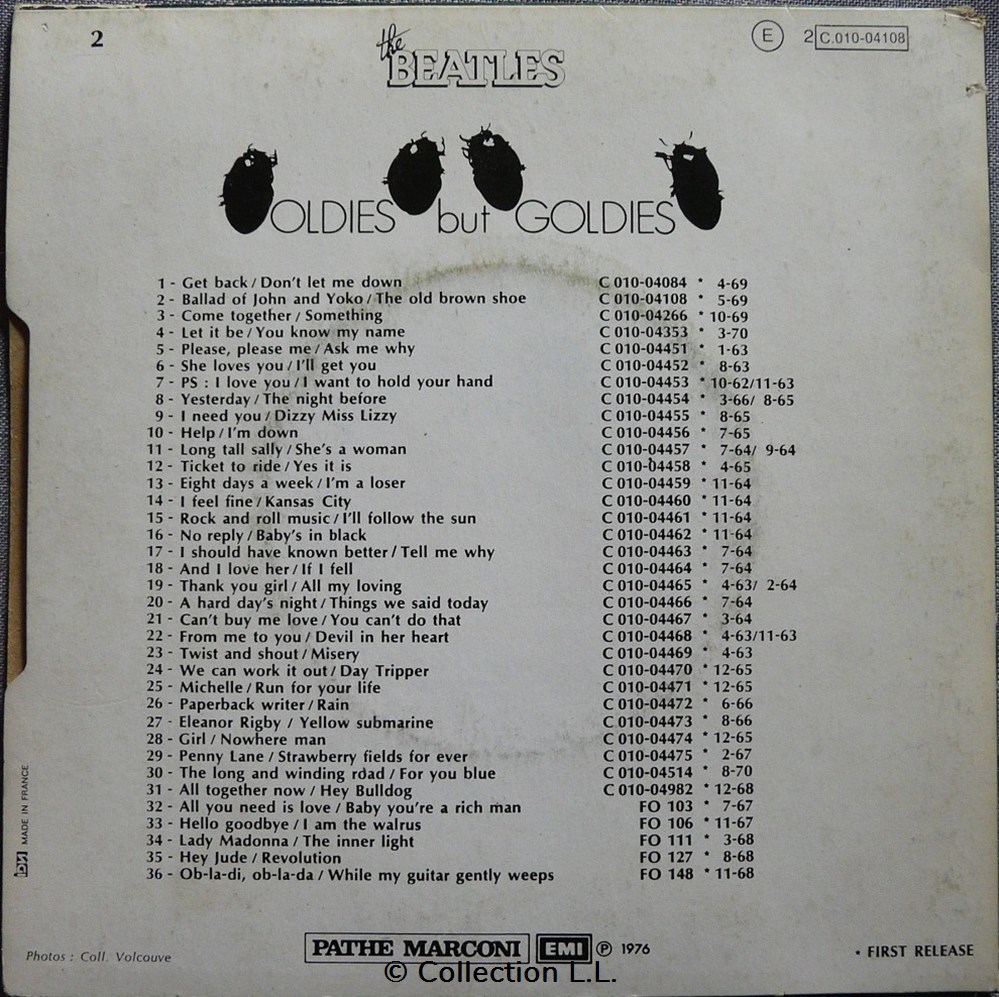 2
the BEATLES
E 2 C.010-04108
OLDIES but GOLDIES
1 - Get back / Don't let me down C 010-04084 * 4-69
2 - Ballad of John and Yoko / The old brown shoe C 010-04108 * 5-69
3 - Come together / Something C 010-04266 * 10-69
4 - Let it be / You know my name C 010-04353 * 3-70
5 - Please, please me / Ask me why C 010-04451 * 1-63
6 - She loves you / I'll get you C 010-04452 * 8-63
7 - PS : I love you / I want to hold your hand C 010-04453 * 10-62/11-63
8 - Yesterday / The night before C 010-04454 * 3-66/ 8-65
9 - I need you / Dizzy Miss Lizzy C 010-04455 * 8-65
10 - Help / I'm down C 010-04456 * 7-65
11 - Long tall sally / She's a woman C 010-04457 * 7-64/ 9-64
12 - Ticket to ride / Yes it is C 010-04458 * 4-65
13 - Eight days a week / I'm a loser C 010-04459 * 11-64
14 - I feel fine / Kansas City C 010-04460 * 11-64
15 - Rock and roll music / I'll follow the sun C 010-04461 * 11-64
16 - No reply / Baby's in black C 010-04462 * 11-64
17 - I should have known better / Tell me why C 010-04463 * 7-64
18 - And I love her / If I fell C 010-04464 * 7-64
19 - Thank you girl / All my loving C 010-04465 * 4-63/ 2-64
20 - A hard day's night / Things we said today C 010-04466 * 7-64
21 - Can't buy me love / You can't do that C 010-04467 * 3-64
22 - From me to you / Devil in her heart C 010-04468 * 4-63/11-63
23 - Twist and shout / Misery C 010-04469 * 4-63
24 - We can work it out / Day Tripper C 010-04470 * 12-65
25 - Michelle / Run for your life C 010-04471 * 12-65
26 - Paperback writer / Rain C 010-04472 * 6-66
27 - Eleanor Rigby / Yellow submarine C 010-04473 * 8-66
28 - Girl / Nowhere man C 010-04474 * 12-65
29 - Penny Lane / Strawberry fields for ever C 010-04475 * 2-67
30 - The long and winding road / For you blue C 010-04514 * 8-70
31 - All together now / Hey Bulldog C 010-04982 * 12-68
32 - All you need is love / Baby you're a rich man FO 103 * 7-67
33 - Hello goodbye / I am the walrus FO 106 * 11-67
34 - Lady Madonna / The inner light FO 111 * 3-68
35 - Hey Jude / Revolution FO 127 * 8-68
36 - Ob-la-di, ob-la-da / While my guitar gently weeps FO 148 * 11-68
MADE IN FRANCE
Photos : Coll. Volcouve
PATHE MARCONI EMI ℗ 1976
* FIRST RELEASE
© Collection L.L.